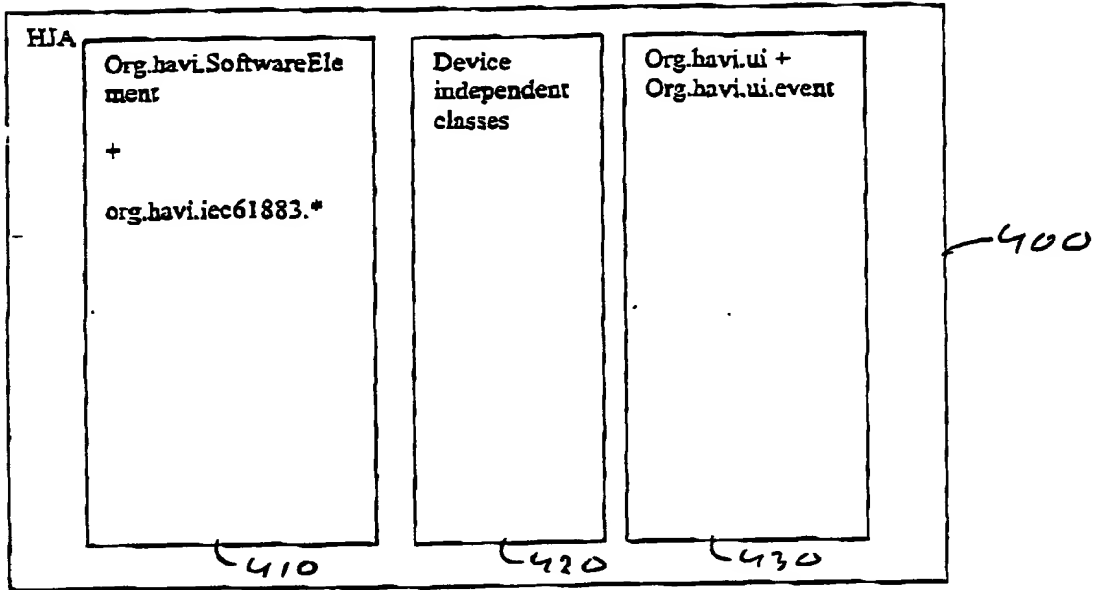 HJA
Org.havi.SoftwareEle
ment
+
org.havi.iec61883.*
Device
independent
classes
Org.havi.ui +
Org.havi.ui.event
400
410
420
430